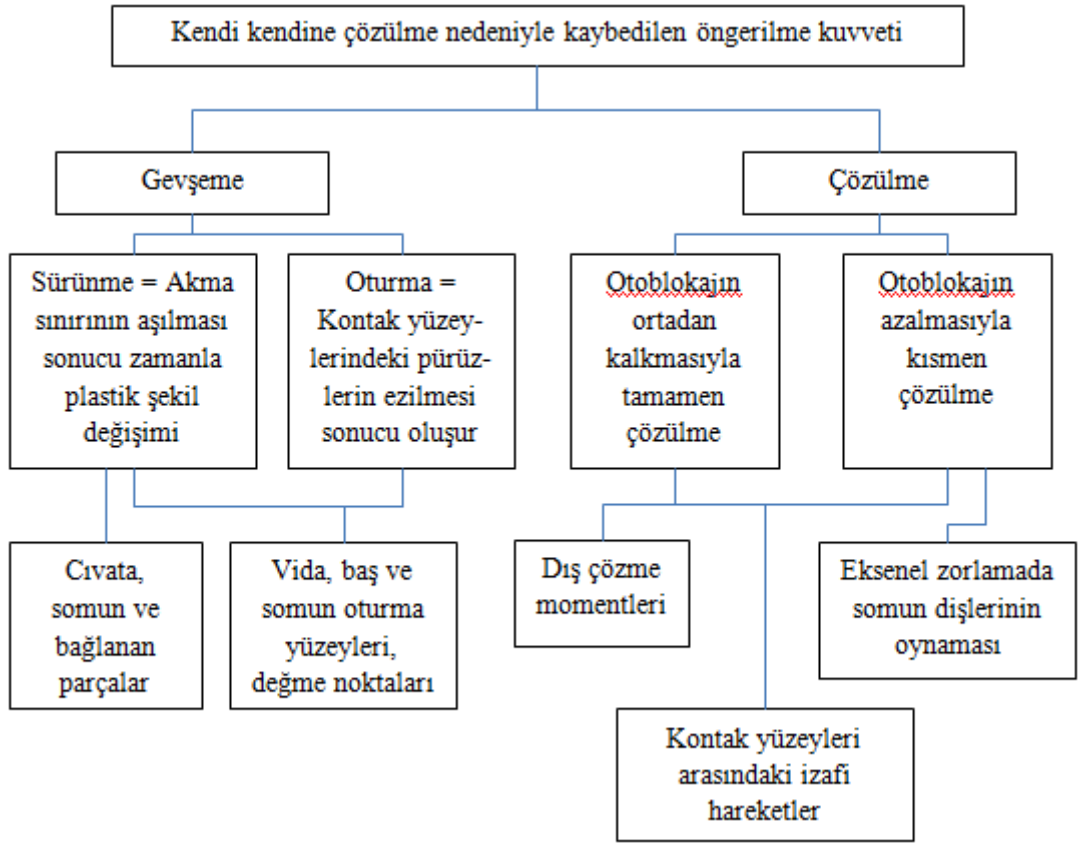 Kendi kendine çözülme nedeniyle kaybedilen öngerilme kuvveti
Gevşeme
Çözülme
Sürünme = Akma
sınırının aşılması
sonucu zamanla
plastik şekil
değişimi
Oturma =
Kontak yüzey-
lerindeki pürüz-
lerin ezilmesi
sonucu oluşur
Otoblokajın
ortadan
kalkmasıyla
tamamen
çözülme
Otoblokajın
azalmasıyla
kısmen
çözülme
Cıvata,
somun ve
bağlanan
parçalar
Vida, baş ve
somun oturma
yüzeyleri,
değme noktaları
Dış çözme
momentleri
Eksenel zorlamada
somun dişlerinin
oynaması
Kontak yüzeyleri
arasındaki izafi
hareketler